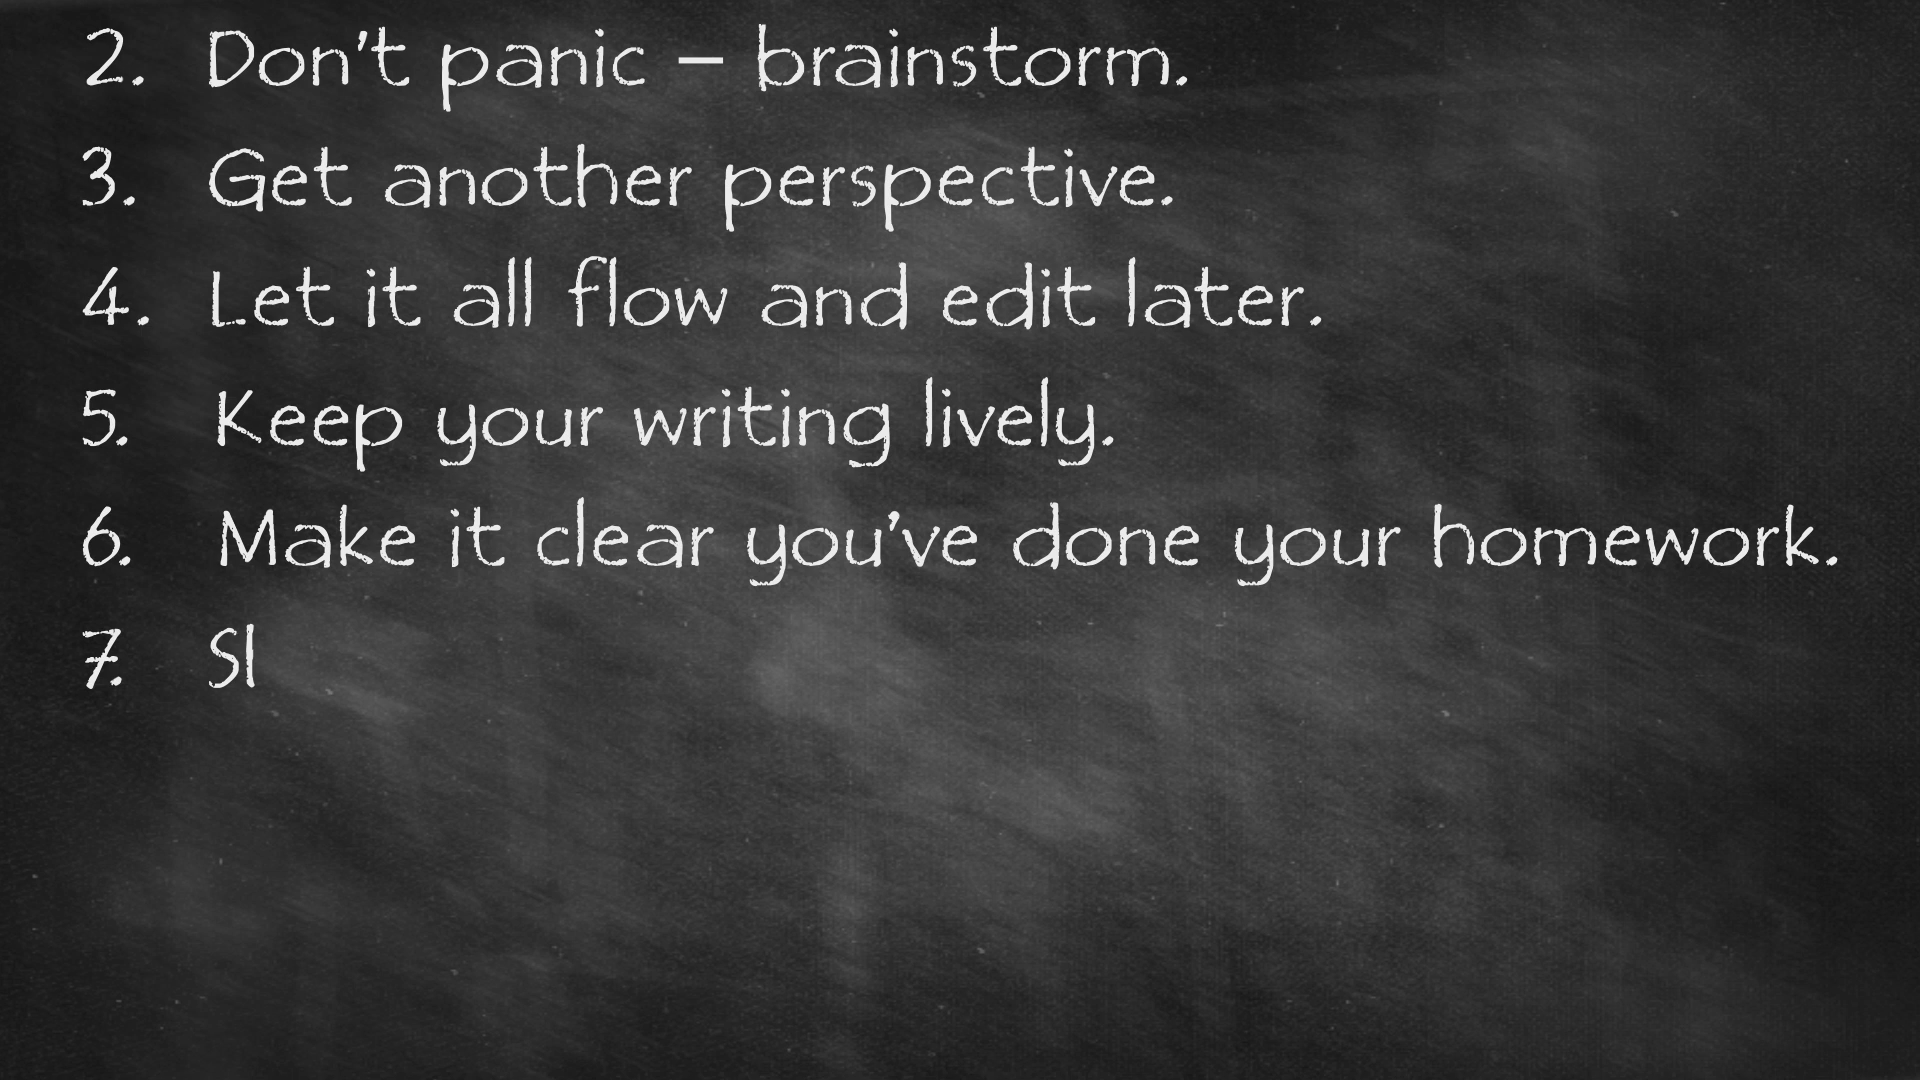 2. Don't panic – brainstorm.
3. Get another perspective.
4. Let it all flow and edit later.
5. Keep your writing lively.
6. Make it clear you've done your homework.
7. Sl